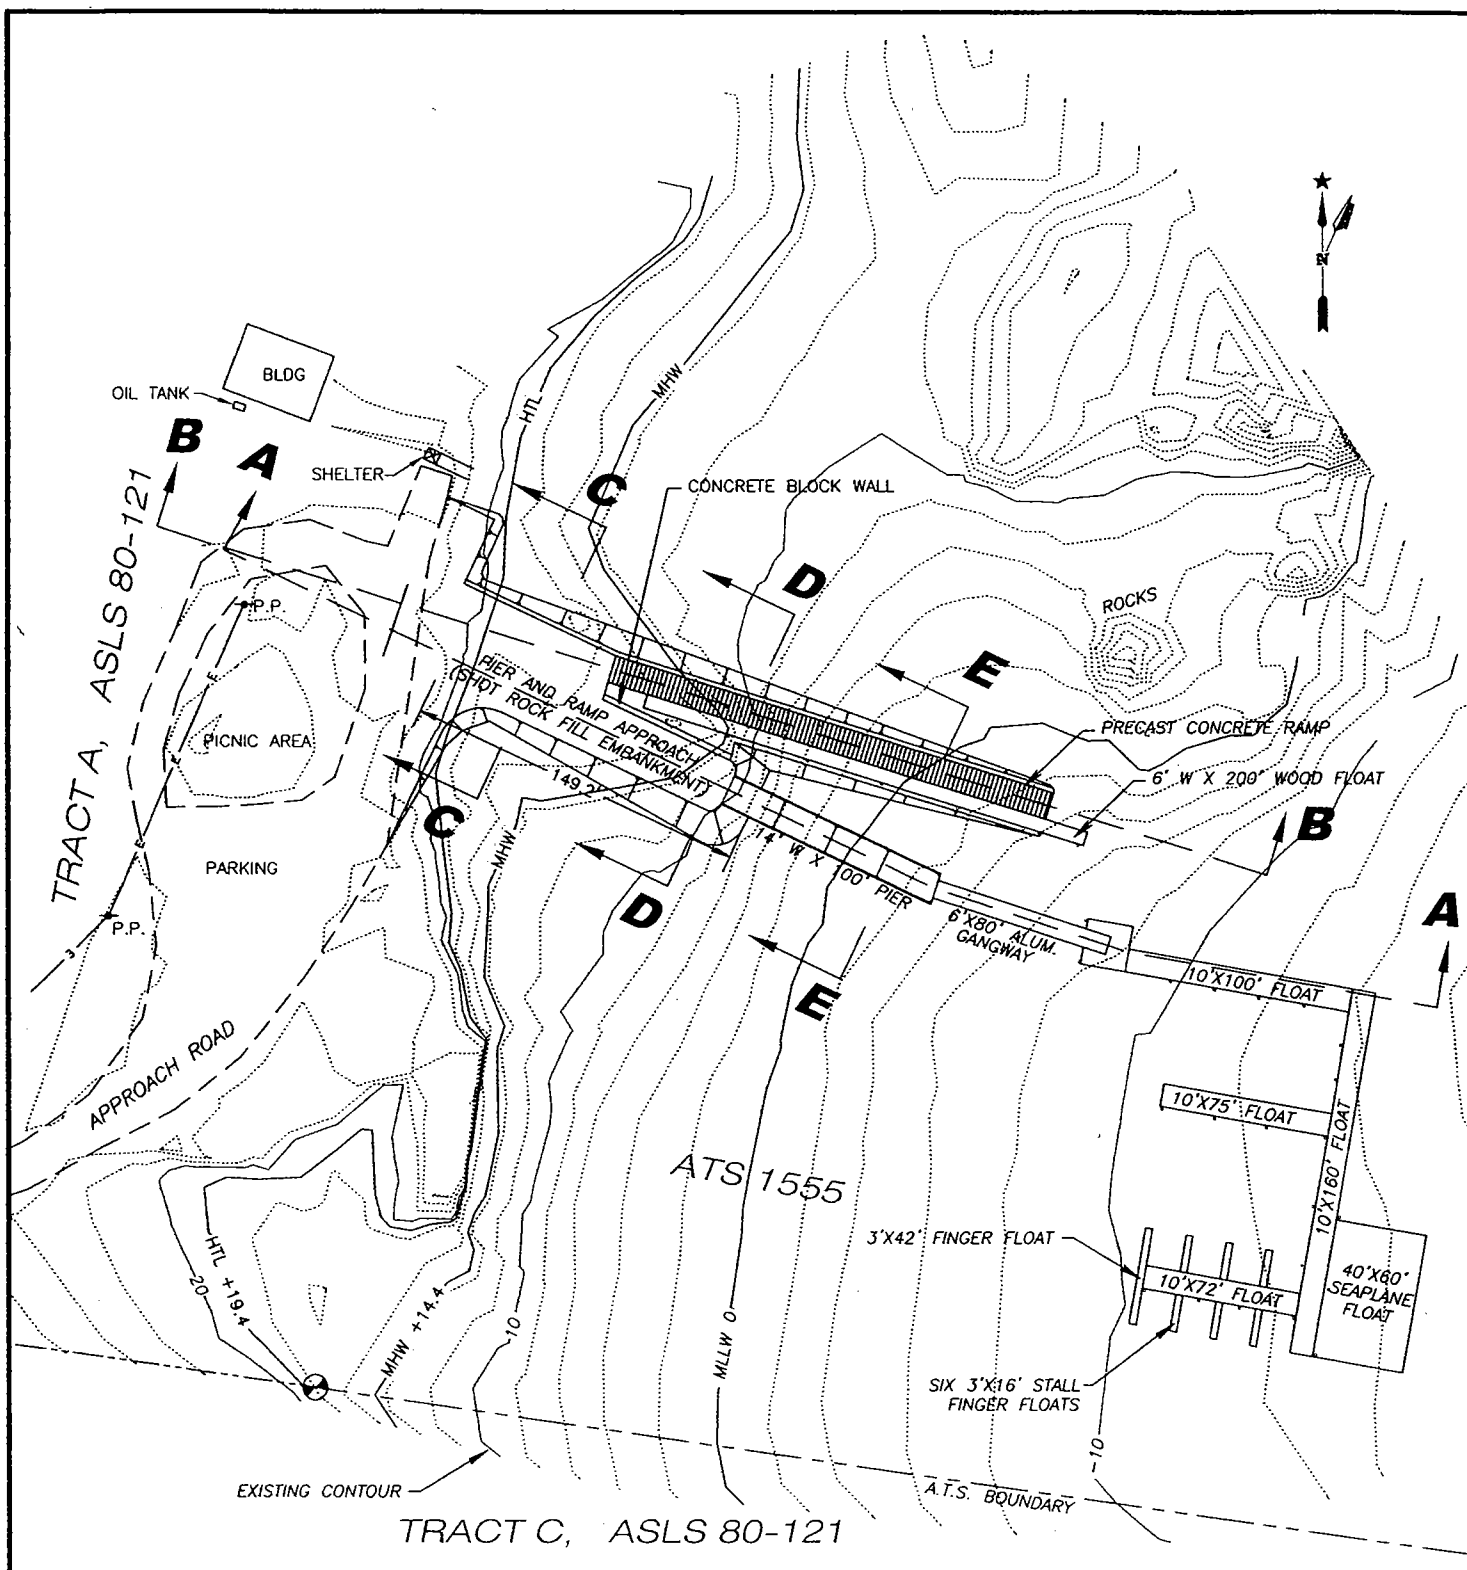 N
BLDG
OIL TANK
B
A
SHELTER
HTL
MHW
C
CONCRETE BLOCK WALL
D
E
ROCKS
P.P.
TRACT A, ASLS 80-121
PICNIC AREA
PIER AND RAMP APPROACH
(SHOT ROCK FILL EMBANKMENT)
149.2'
PRECAST CONCRETE RAMP
6' W X 200' WOOD FLOAT
B
C
MHW
PARKING
14' W X 100' PIER
D
P.P.
A
6'X80' ALUM.
GANGWAY
E
10'X100' FLOAT
APPROACH ROAD
10'X75' FLOAT
10'X160' FLOAT
ATS 1555
3'X42' FINGER FLOAT
10'X72' FLOAT
40'X60'
SEAPLANE
FLOAT
HTL +19.4
20
MHW +14.4
10
MLLW 0
SIX 3'X16' STALL
FINGER FLOATS
-10
EXISTING CONTOUR
A.T.S. BOUNDARY
TRACT C, ASLS 80-121